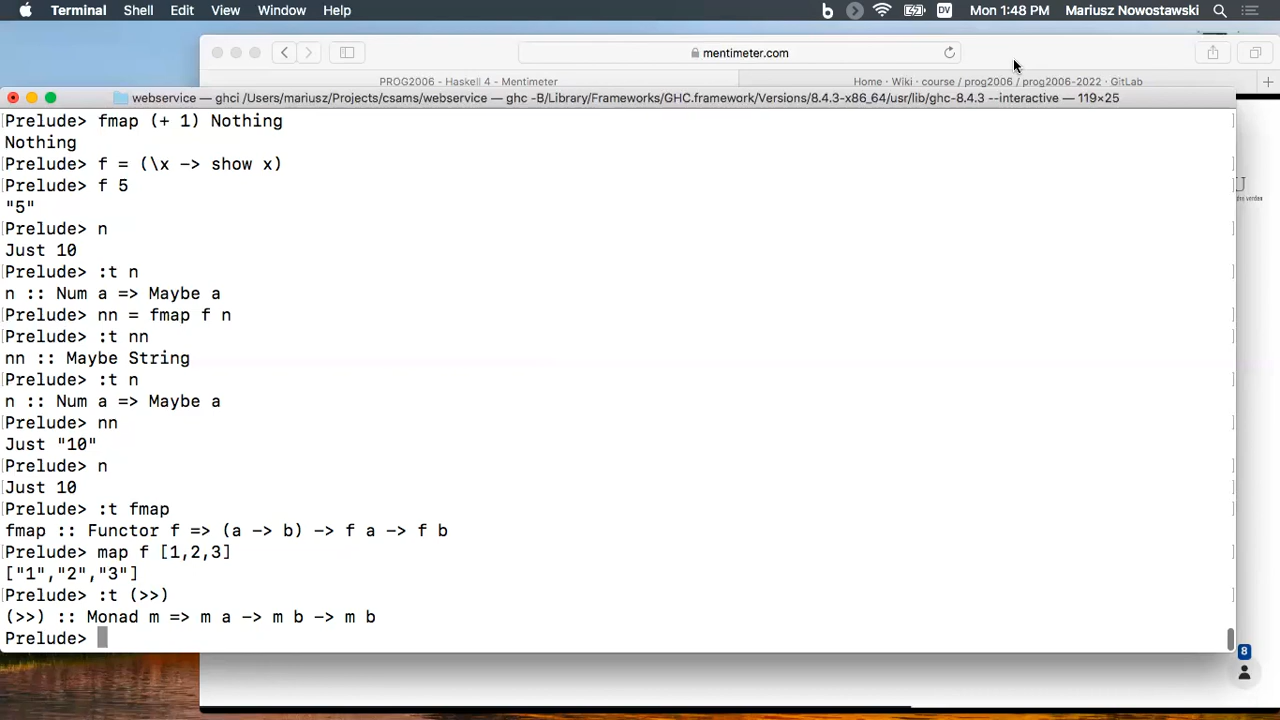 Terminal Shell Edit View Window Help DV Mon 1:48 PM Mariusz Nowostawski
mentimeter.com
PROG2006 - Haskell 4 - Mentimeter Home · Wiki · course / prog2006 / prog2006-2022 · GitLab
webservice — ghci /Users/mariusz/Projects/csams/webservice — ghc -B/Library/Frameworks/GHC.framework/Versions/8.4.3-x86_64/usr/lib/ghc-8.4.3 --interactive — 119×25
Prelude> fmap (+ 1) Nothing
Nothing
Prelude> f = (\x -> show x)
Prelude> f 5
"5"
Prelude> n
Just 10
Prelude> :t n
n :: Num a => Maybe a
Prelude> nn = fmap f n
Prelude> :t nn
nn :: Maybe String
Prelude> :t n
n :: Num a => Maybe a
Prelude> nn
Just "10"
Prelude> n
Just 10
Prelude> :t fmap
fmap :: Functor f => (a -> b) -> f a -> f b
Prelude> map f [1,2,3]
["1","2","3"]
Prelude> :t (>>)
(>>) :: Monad m => m a -> m b -> m b
Prelude>
8